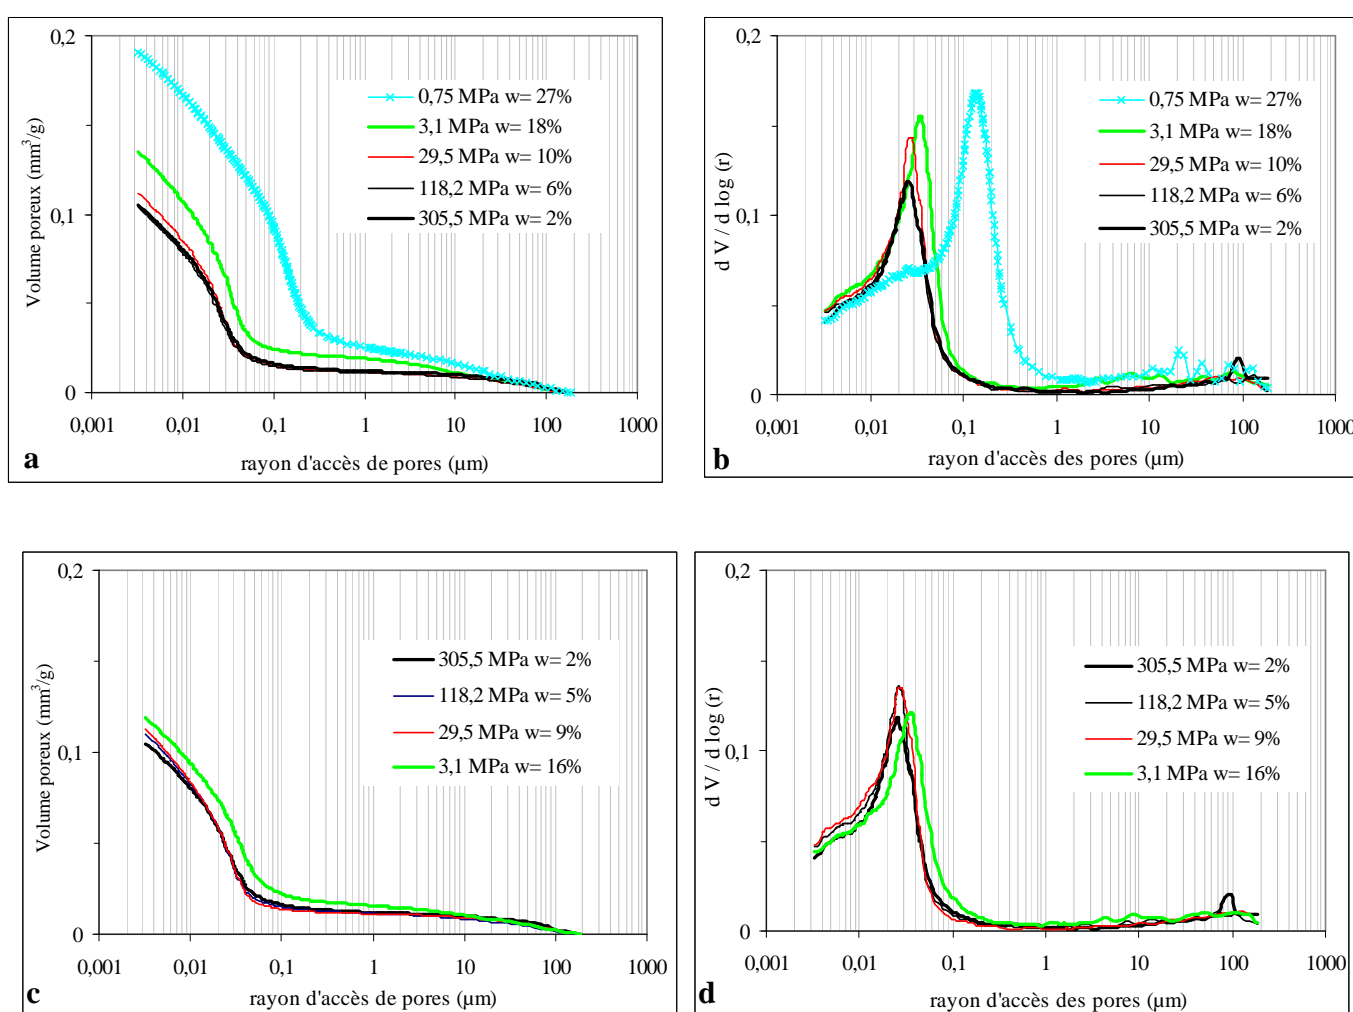 0,2
Volume poreux (mm³/g)
0,1
0
0,75 MPa w= 27%
3,1 MPa w= 18%
29,5 MPa w= 10%
118,2 MPa w= 6%
305,5 MPa w= 2%
0,001 0,01 0,1 1 10 100 1000
a rayon d'accès de pores (µm)
0,2
d V / d log (r)
0,1
0
0,75 MPa w= 27%
3,1 MPa w= 18%
29,5 MPa w= 10%
118,2 MPa w= 6%
305,5 MPa w= 2%
0,001 0,01 0,1 1 10 100 1000
b rayon d'accès des pores (µm)
0,2
Volume poreux (mm³/g)
0,1
0
305,5 MPa w= 2%
118,2 MPa w= 5%
29,5 MPa w= 9%
3,1 MPa w= 16%
0,001 0,01 0,1 1 10 100 1000
c rayon d'accès de pores (µm)
0,2
d V / d log (r)
0,1
0
305,5 MPa w= 2%
118,2 MPa w= 5%
29,5 MPa w= 9%
3,1 MPa w= 16%
0,001 0,01 0,1 1 10 100 1000
d rayon d'accès des pores (µm)